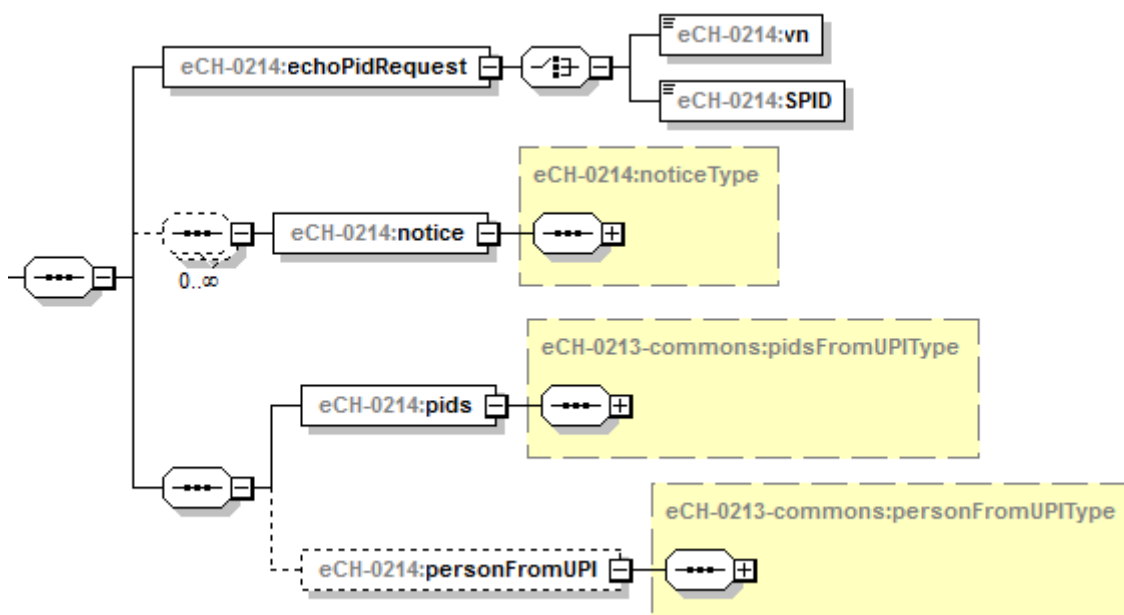 eCH-0214:vn
eCH-0214:echoPidRequest
eCH-0214:SPID
eCH-0214:noticeType
eCH-0214:notice
0..∞
eCH-0213-commons:pidsFromUPIType
eCH-0214:pids
eCH-0213-commons:personFromUPIType
eCH-0214:personFromUPI